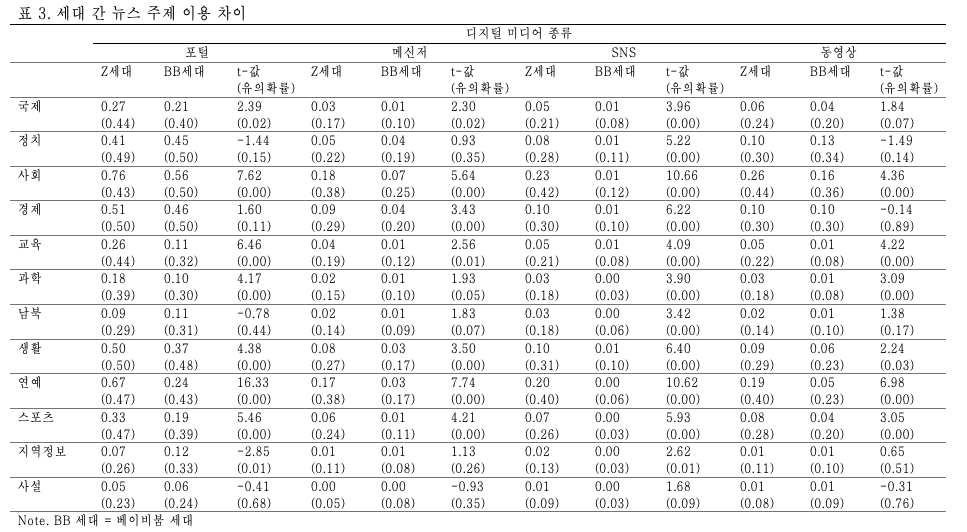 표 3. 세대 간 뉴스 주제 이용 차이
디지털 미디어 종류
포털 메신저 SNS 동영상
Z세대 BB세대 t-값 Z세대 BB세대 t-값 Z세대 BB세대 t-값 Z세대 BB세대 t-값
(유의확률) (유의확률) (유의확률) (유의확률)
국제 0.27 0.21 2.39 0.03 0.01 2.30 0.05 0.01 3.96 0.06 0.04 1.84
(0.44) (0.40) (0.02) (0.17) (0.10) (0.02) (0.21) (0.08) (0.00) (0.24) (0.20) (0.07)
정치 0.41 0.45 -1.44 0.05 0.04 0.93 0.08 0.01 5.22 0.10 0.13 -1.49
(0.49) (0.50) (0.15) (0.22) (0.19) (0.35) (0.28) (0.11) (0.00) (0.30) (0.34) (0.14)
사회 0.76 0.56 7.62 0.18 0.07 5.64 0.23 0.01 10.66 0.26 0.16 4.36
(0.43) (0.50) (0.00) (0.38) (0.25) (0.00) (0.42) (0.12) (0.00) (0.44) (0.36) (0.00)
경제 0.51 0.46 1.60 0.09 0.04 3.43 0.10 0.01 6.22 0.10 0.10 -0.14
(0.50) (0.50) (0.11) (0.29) (0.20) (0.00) (0.30) (0.10) (0.00) (0.30) (0.30) (0.89)
교육 0.26 0.11 6.46 0.04 0.01 2.56 0.05 0.01 4.09 0.05 0.01 4.22
(0.44) (0.32) (0.00) (0.19) (0.12) (0.01) (0.21) (0.08) (0.00) (0.22) (0.08) (0.00)
과학 0.18 0.10 4.17 0.02 0.01 1.93 0.03 0.00 3.90 0.03 0.01 3.09
(0.39) (0.30) (0.00) (0.15) (0.10) (0.05) (0.18) (0.03) (0.00) (0.18) (0.08) (0.00)
남북 0.09 0.11 -0.78 0.02 0.01 1.83 0.03 0.00 3.42 0.02 0.01 1.38
(0.29) (0.31) (0.44) (0.14) (0.09) (0.07) (0.18) (0.06) (0.00) (0.14) (0.10) (0.17)
생활 0.50 0.37 4.38 0.08 0.03 3.50 0.10 0.01 6.40 0.09 0.06 2.24
(0.50) (0.48) (0.00) (0.27) (0.17) (0.00) (0.31) (0.10) (0.00) (0.29) (0.23) (0.03)
연예 0.67 0.24 16.33 0.17 0.03 7.74 0.20 0.00 10.62 0.19 0.05 6.98
(0.47) (0.43) (0.00) (0.38) (0.17) (0.00) (0.40) (0.06) (0.00) (0.40) (0.23) (0.00)
스포츠 0.33 0.19 5.46 0.06 0.01 4.21 0.07 0.00 5.93 0.08 0.04 3.05
(0.47) (0.39) (0.00) (0.24) (0.11) (0.00) (0.26) (0.03) (0.00) (0.28) (0.20) (0.00)
지역정보 0.07 0.12 -2.85 0.01 0.01 1.13 0.02 0.00 2.62 0.01 0.01 0.65
(0.26) (0.33) (0.01) (0.11) (0.08) (0.26) (0.13) (0.03) (0.01) (0.11) (0.10) (0.51)
사설 0.05 0.06 -0.41 0.00 0.00 -0.93 0.01 0.00 1.68 0.01 0.01 -0.31
(0.23) (0.24) (0.68) (0.05) (0.08) (0.35) (0.09) (0.03) (0.09) (0.08) (0.09) (0.76)
Note. BB 세대 = 베이비붐 세대